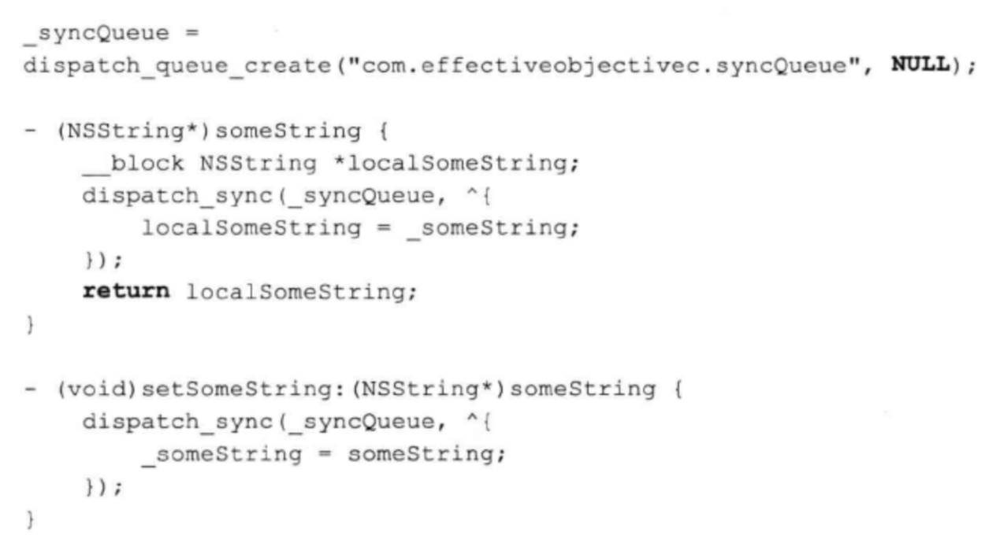 _syncQueue =
dispatch_queue_create("com.effectiveobjectivec.syncQueue", NULL);

- (NSString*)someString {
    __block NSString *localSomeString;
    dispatch_sync(_syncQueue, ^{
        localSomeString = _someString;
    });
    return localSomeString;
}

- (void)setSomeString:(NSString*)someString {
    dispatch_sync(_syncQueue, ^{
        _someString = someString;
    });
}